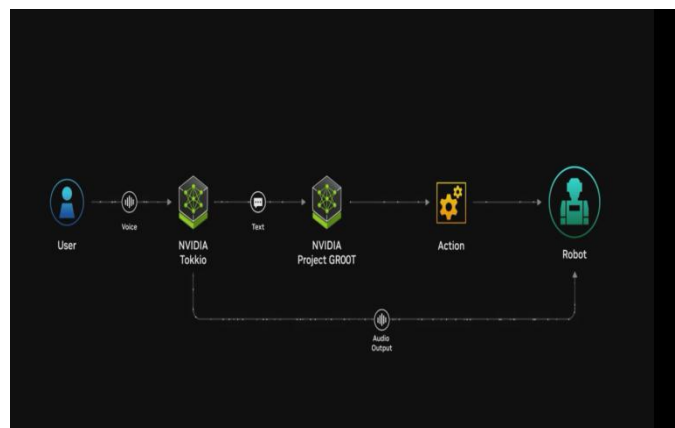 Voice
Text
User
NVIDIA
Tokkio
NVIDIA
Project GR00T
Action
Robot
Audio
Output